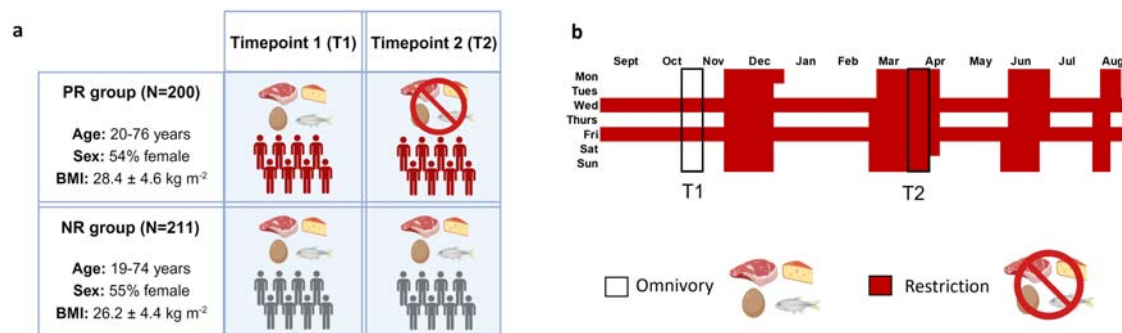 a
Timepoint 1 (T1) Timepoint 2 (T2)
PR group (N=200)
Age: 20-76 years
Sex: 54% female
BMI: 28.4 ± 4.6 kg m⁻²
NR group (N=211)
Age: 19-74 years
Sex: 55% female
BMI: 26.2 ± 4.4 kg m⁻²
b
Sept Oct Nov Dec Jan Feb Mar Apr May Jun Jul Aug
Mon
Tues
Wed
Thurs
Fri
Sat
Sun
T1 T2
Omnivory Restriction